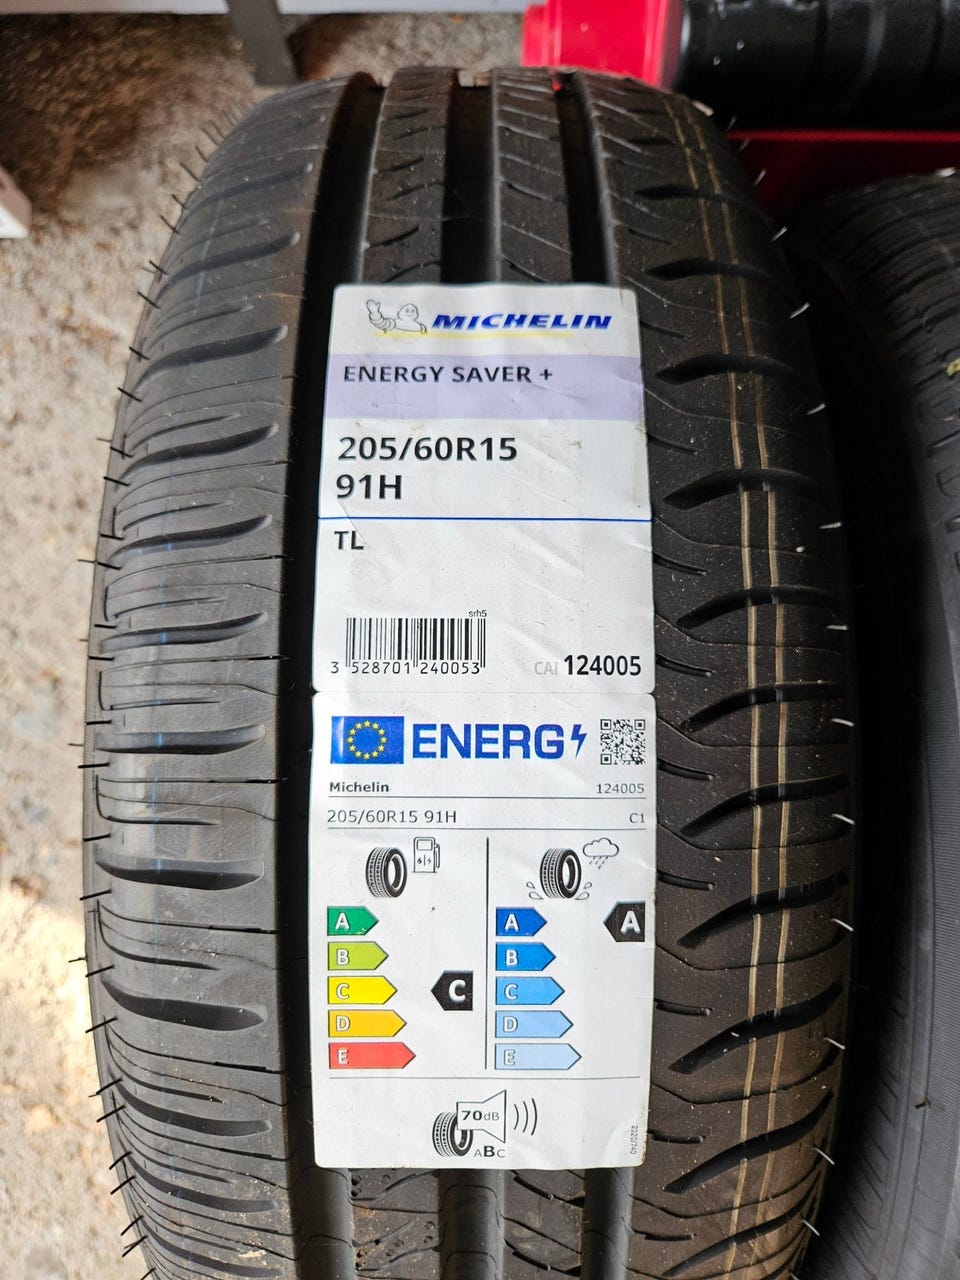 MICHELIN
ENERGY SAVER +
205/60R15
91H
TL
srh5
3 528701 240053
CAI 124005
ENERG
Michelin 124005
205/60R15 91H C1
A A A
B B
C C C
D D
E E
70dB
ABC
2020/740